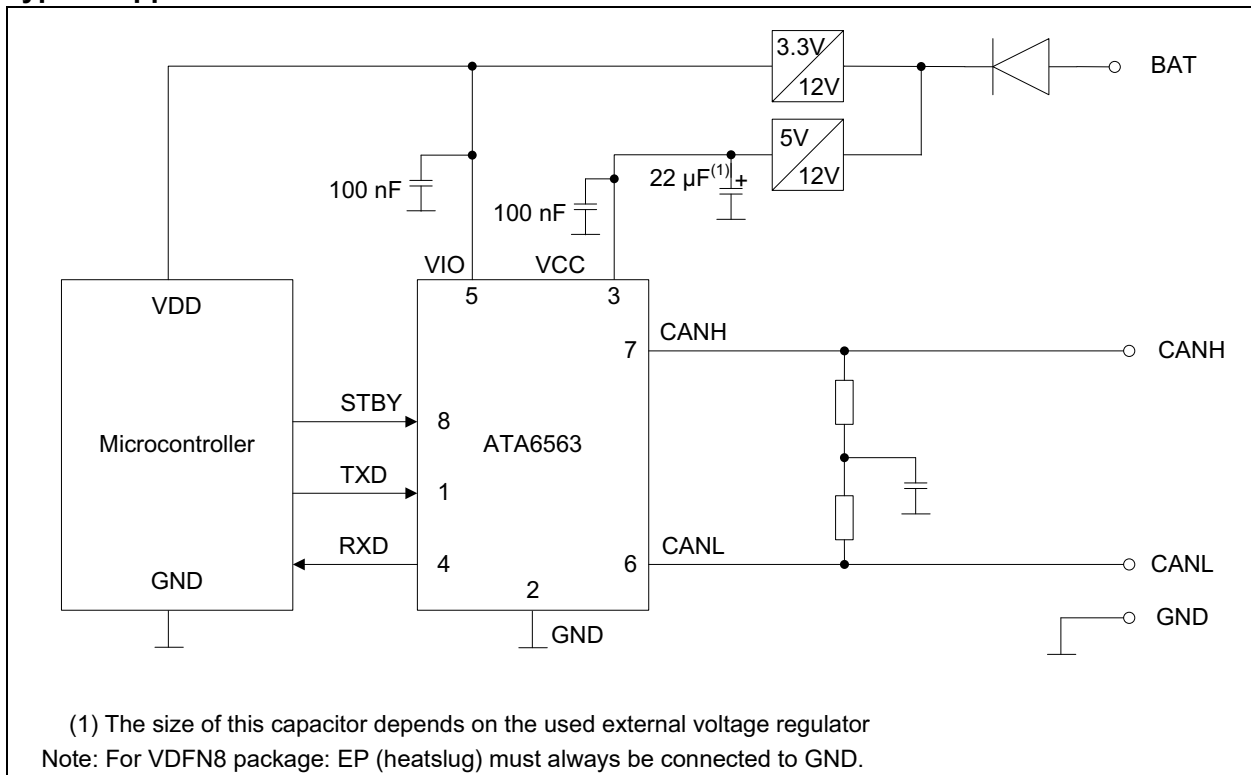 3.3V
12V
BAT
5V
12V
22 µF(1)
+
100 nF
100 nF
VIO
VCC
5
3
VDD
CANH
7
CANH
STBY
8
Microcontroller
ATA6563
TXD
1
RXD
4
CANL
6
CANL
GND
2
GND
GND
(1) The size of this capacitor depends on the used external voltage regulator
Note: For VDFN8 package: EP (heatslug) must always be connected to GND.